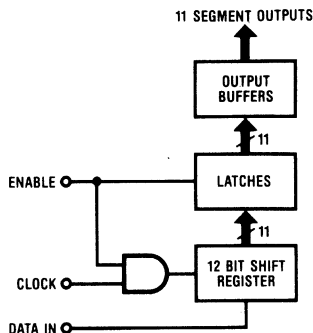 11 SEGMENT OUTPUTS
OUTPUT
BUFFERS
11
ENABLE
LATCHES
11
12 BIT SHIFT
REGISTER
CLOCK
DATA IN